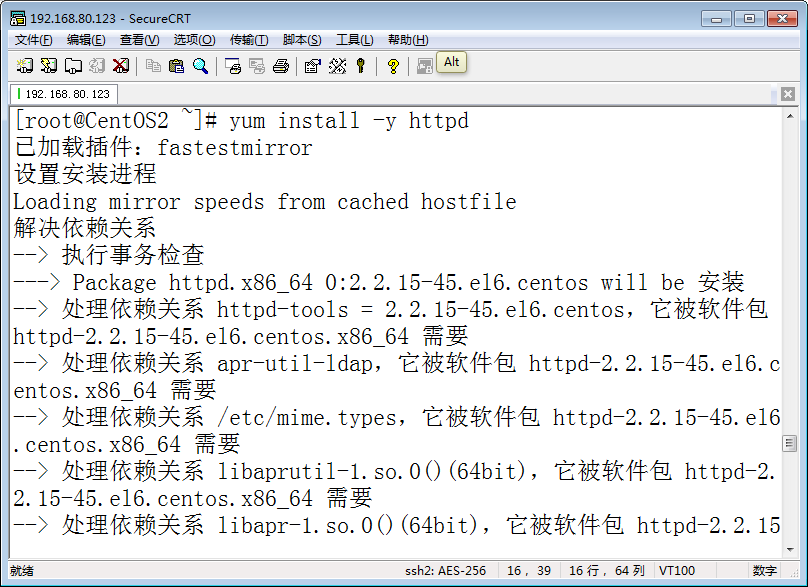 192.168.80.123 - SecureCRT
文件(F) 编辑(E) 查看(V) 选项(O) 传输(T) 脚本(S) 工具(L) 帮助(H)
Alt
192.168.80.123
[root@CentOS2 ~]# yum install -y httpd
已加载插件：fastestmirror
设置安装进程
Loading mirror speeds from cached hostfile
解决依赖关系
--> 执行事务检查
---> Package httpd.x86_64 0:2.2.15-45.el6.centos will be 安装
--> 处理依赖关系 httpd-tools = 2.2.15-45.el6.centos，它被软件包
httpd-2.2.15-45.el6.centos.x86_64 需要
--> 处理依赖关系 apr-util-ldap，它被软件包 httpd-2.2.15-45.el6.c
entos.x86_64 需要
--> 处理依赖关系 /etc/mime.types，它被软件包 httpd-2.2.15-45.el6
.centos.x86_64 需要
--> 处理依赖关系 libaprutil-1.so.0()(64bit)，它被软件包 httpd-2.
2.15-45.el6.centos.x86_64 需要
--> 处理依赖关系 libapr-1.so.0()(64bit)，它被软件包 httpd-2.2.15
就绪 ssh2: AES-256 16, 39 16 行, 64 列 VT100 数字